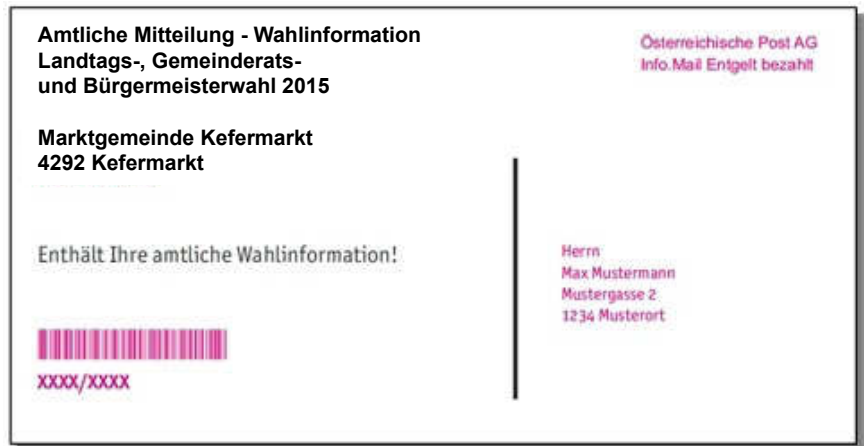 Amtliche Mitteilung - Wahlinformation
Landtags-, Gemeinderats-
und Bürgermeisterwahl 2015
Österreichische Post AG
Info.Mail Entgelt bezahlt
Marktgemeinde Kefermarkt
4292 Kefermarkt
Enthält Ihre amtliche Wahlinformation!
Herrn
Max Mustermann
Mustergasse 2
1234 Musterort
XXXX/XXXX